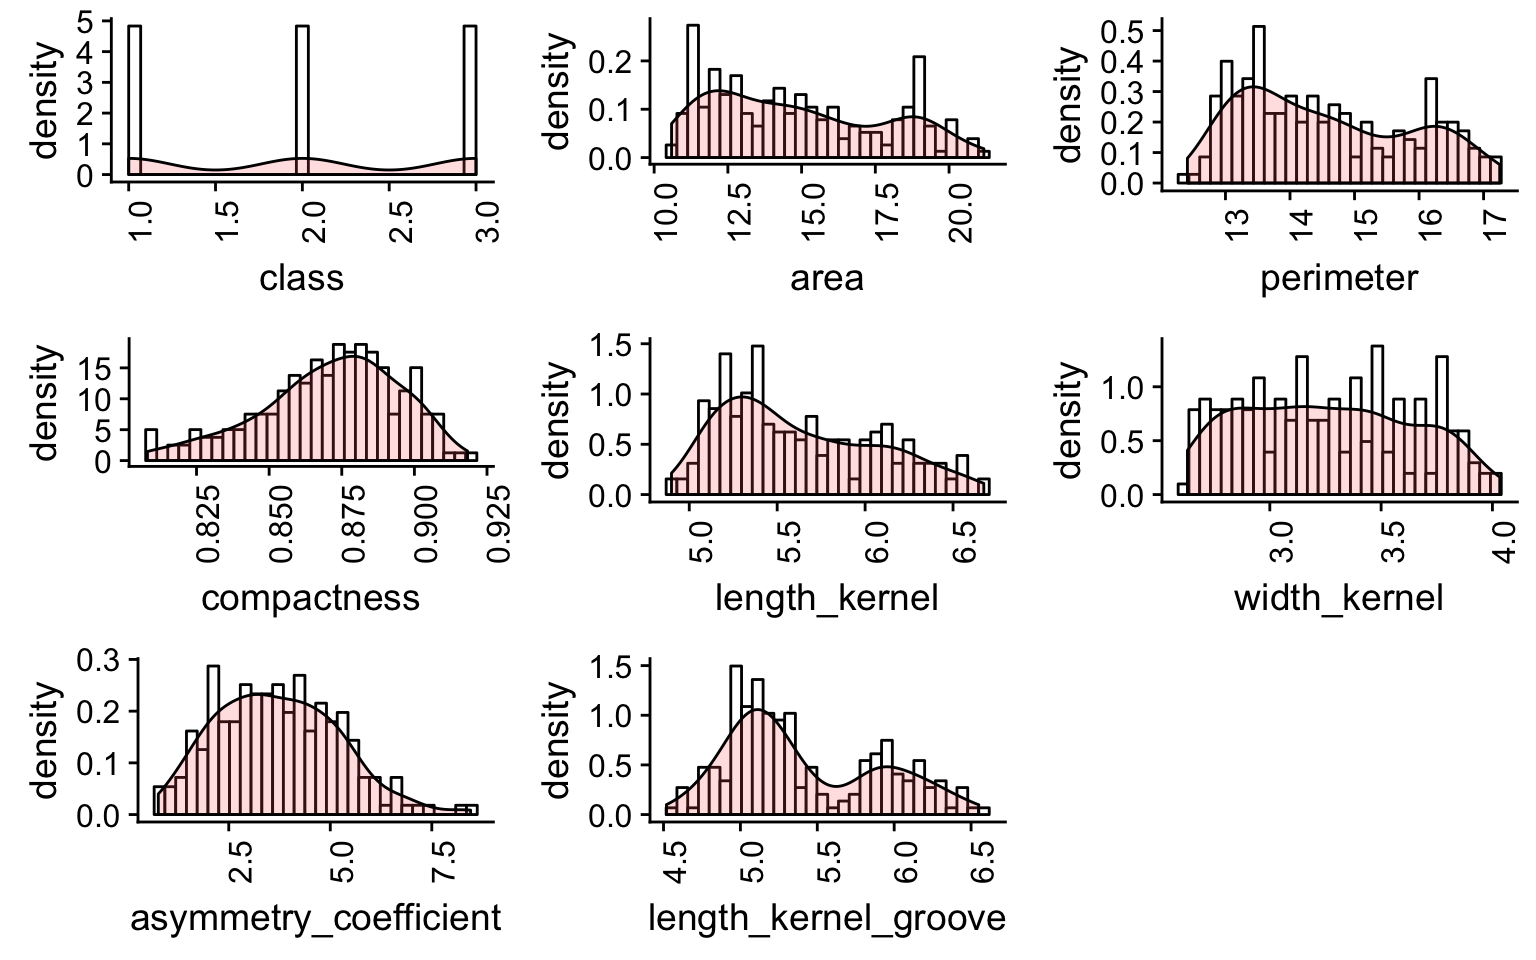 density
5
4
3
2
1
0
1.0 1.5 2.0 2.5 3.0
class
density
0.2
0.1
0.0
10.0 12.5 15.0 17.5 20.0
area
density
0.5
0.4
0.3
0.2
0.1
0.0
13 14 15 16 17
perimeter
density
15
10
5
0
0.825 0.850 0.875 0.900 0.925
compactness
density
1.5
1.0
0.5
0.0
5.0 5.5 6.0 6.5
length_kernel
density
1.0
0.5
0.0
3.0 3.5 4.0
width_kernel
density
0.3
0.2
0.1
0.0
2.5 5.0 7.5
asymmetry_coefficient
density
1.5
1.0
0.5
0.0
4.5 5.0 5.5 6.0 6.5
length_kernel_groove